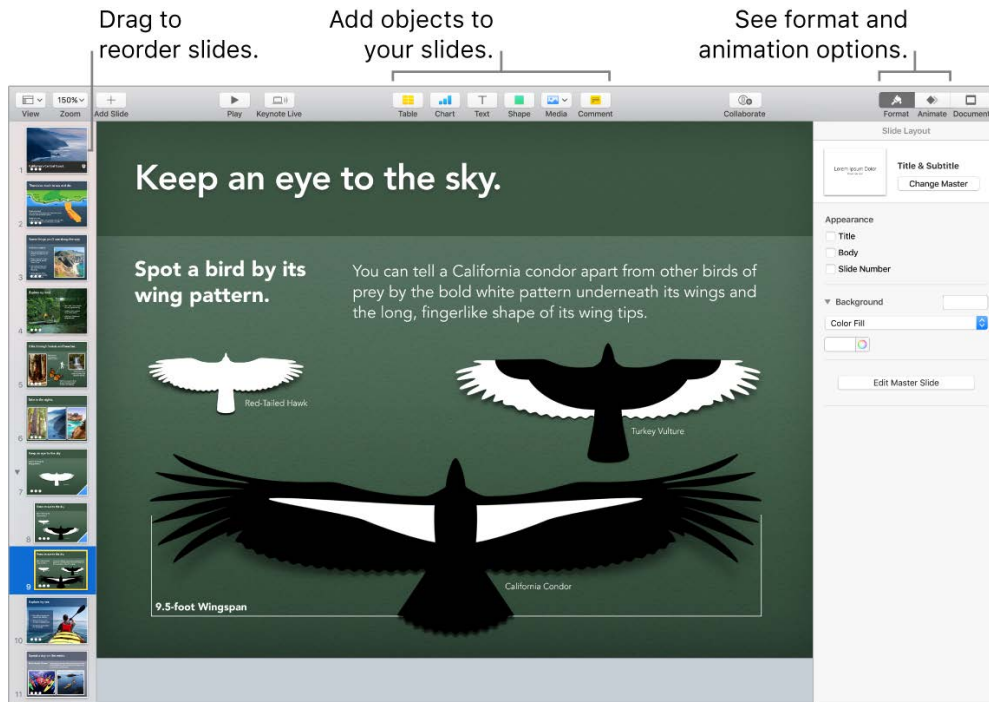 Drag to
reorder slides.
Add objects to
your slides.
See format and
animation options.
150%
View
Zoom
Add Slide
Play
Keynote Live
Table
Chart
Text
Shape
Media
Comment
Collaborate
Format
Animate
Document
Slide Layout
Title & Subtitle
Change Master
Appearance
Title
Body
Slide Number
Background
Color Fill
Edit Master Slide
1
2
3
4
5
6
7
8
9
10
11
Keep an eye to the sky.
Spot a bird by its
wing pattern.
You can tell a California condor apart from other birds of
prey by the bold white pattern underneath its wings and
the long, fingerlike shape of its wing tips.
Red-Tailed Hawk
Turkey Vulture
California Condor
9.5-foot Wingspan